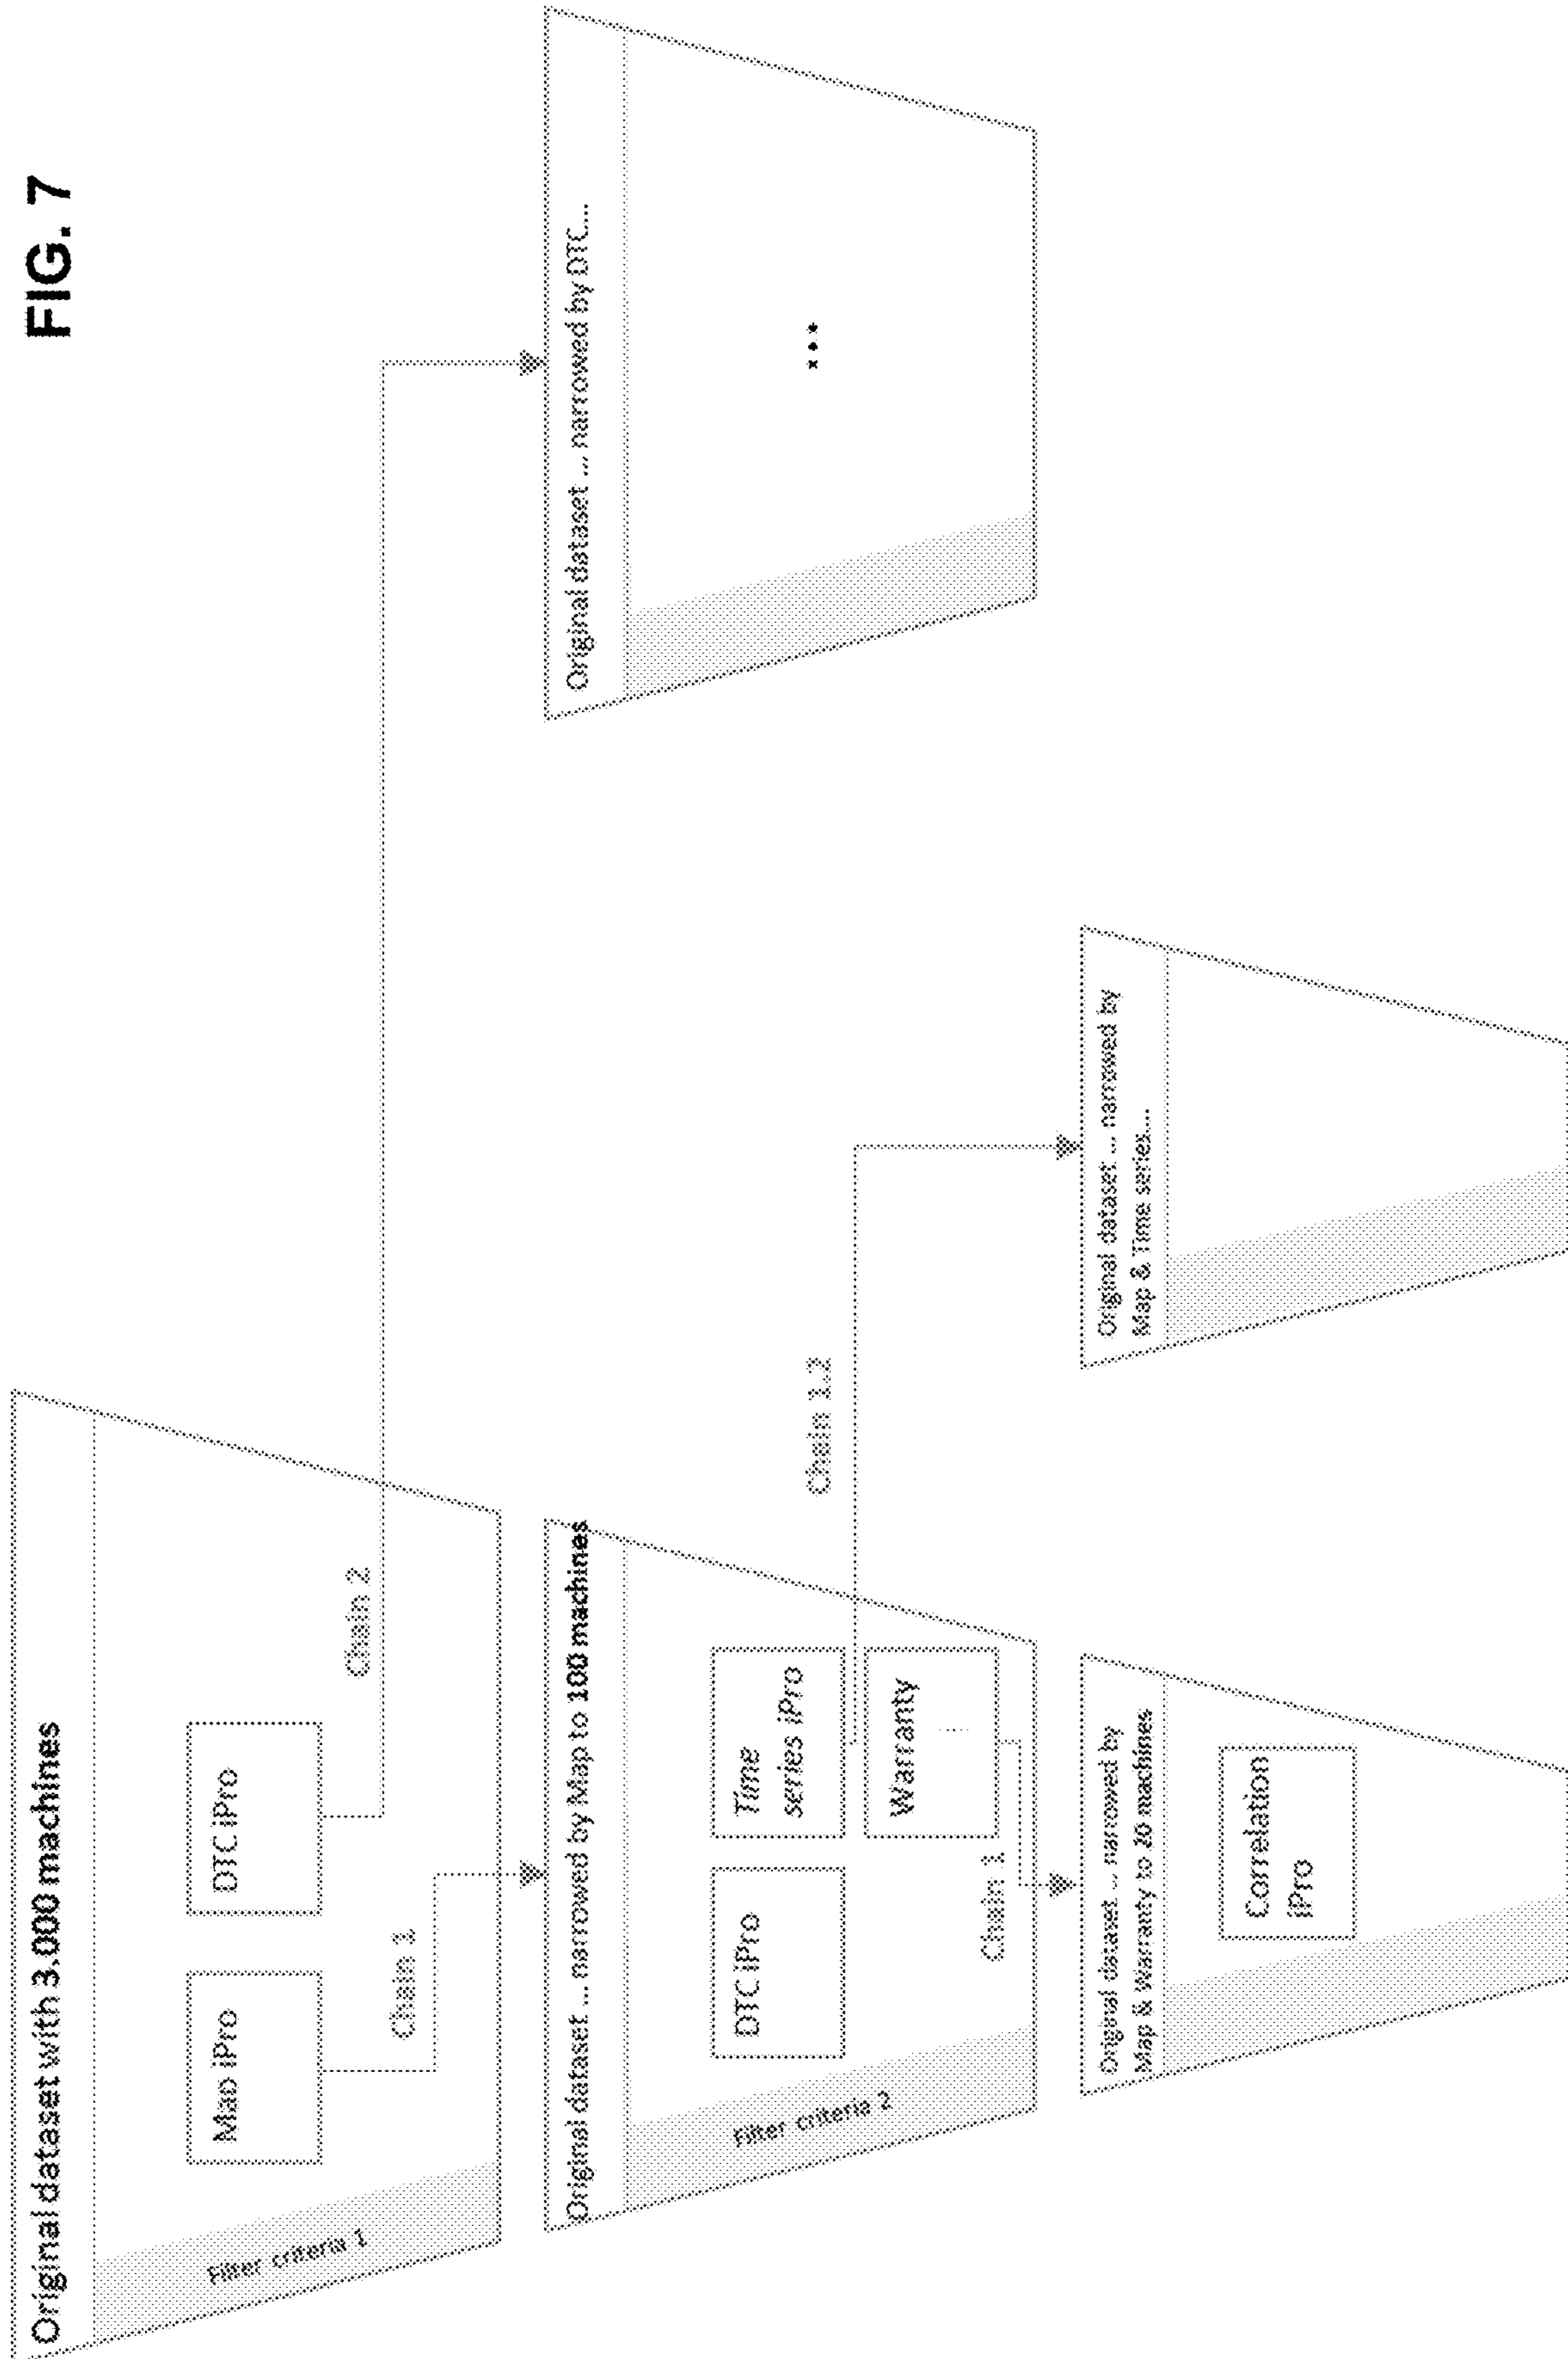 FIG. 7
Original dataset with 3.000 machines
Map iPro
DTC iPro
Filter criteria 1
Chain 1
Chain 2
Original dataset ... narrowed by Map to 100 machines
DTC iPro
Time
series iPro
Warranty
...
Filter criteria 2
Chain 1
Chain 1.2
Original dataset ... narrowed by DTC...
...
Original dataset ... narrowed by
Map & Warranty to 20 machines
Correlation
iPro
Original dataset ... narrowed by
Map & Time series....